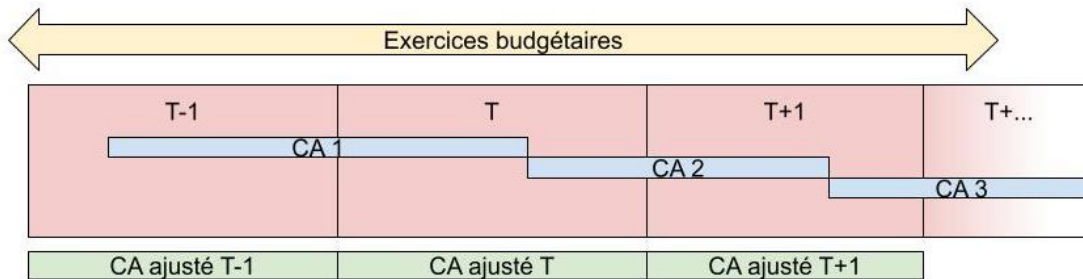 Exercices budgétaires
T-1 T T+1 T+...
CA 1
CA 2
CA 3
CA ajusté T-1 CA ajusté T CA ajusté T+1